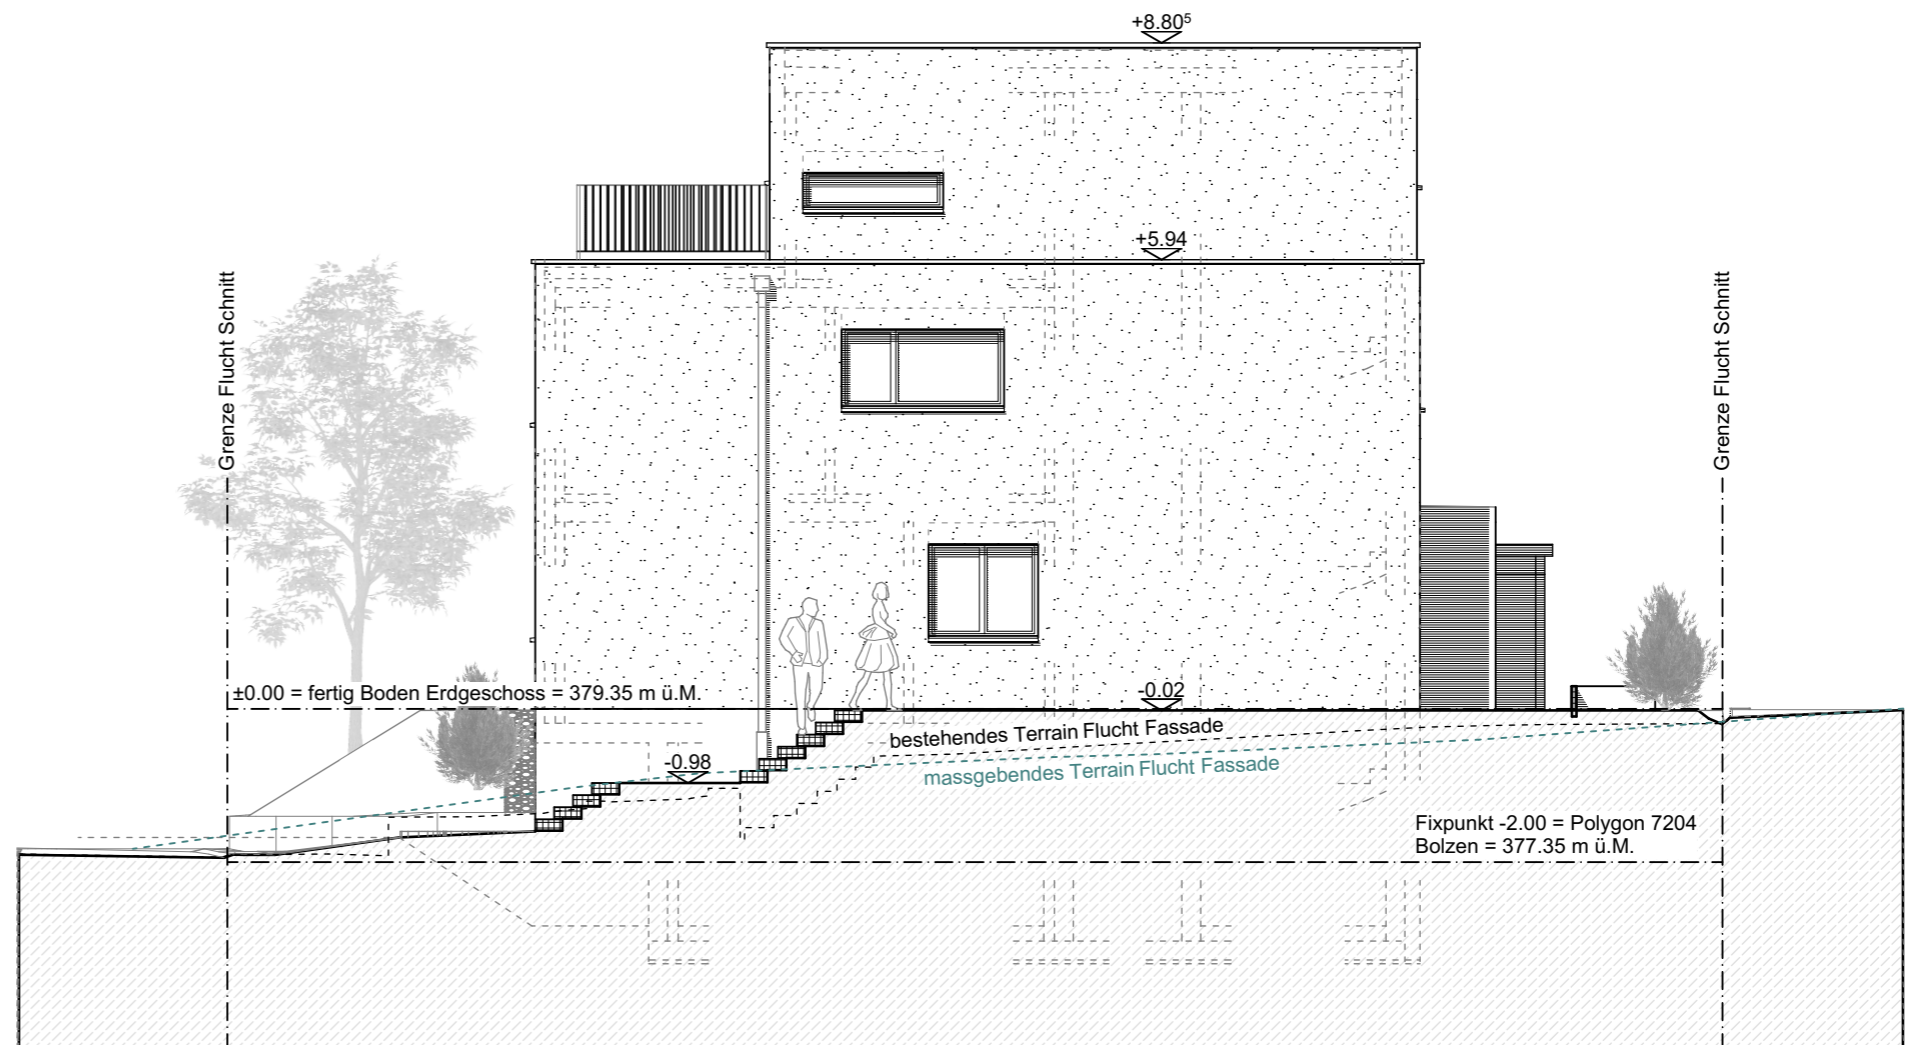 +8.80⁵
+5.94
Grenze Flucht Schnitt
Grenze Flucht Schnitt
±0.00 = fertig Boden Erdgeschoss = 379.35 m ü.M.
-0.02
bestehendes Terrain Flucht Fassade
-0.98
massgebendes Terrain Flucht Fassade
Fixpunkt -2.00 = Polygon 7204
Bolzen = 377.35 m ü.M.